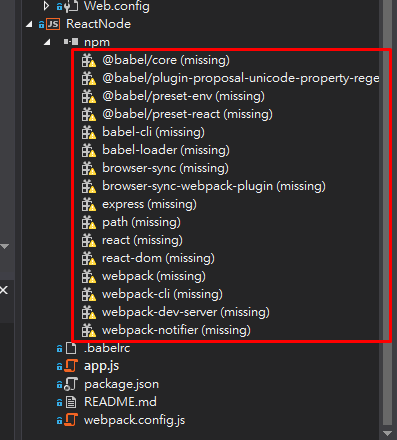 Web.config
JS ReactNode
npm
@babel/core (missing)
@babel/plugin-proposal-unicode-property-rege
@babel/preset-env (missing)
@babel/preset-react (missing)
babel-cli (missing)
babel-loader (missing)
browser-sync (missing)
browser-sync-webpack-plugin (missing)
express (missing)
path (missing)
react (missing)
react-dom (missing)
webpack (missing)
webpack-cli (missing)
webpack-dev-server (missing)
webpack-notifier (missing)
.babelrc
app.js
package.json
README.md
webpack.config.js